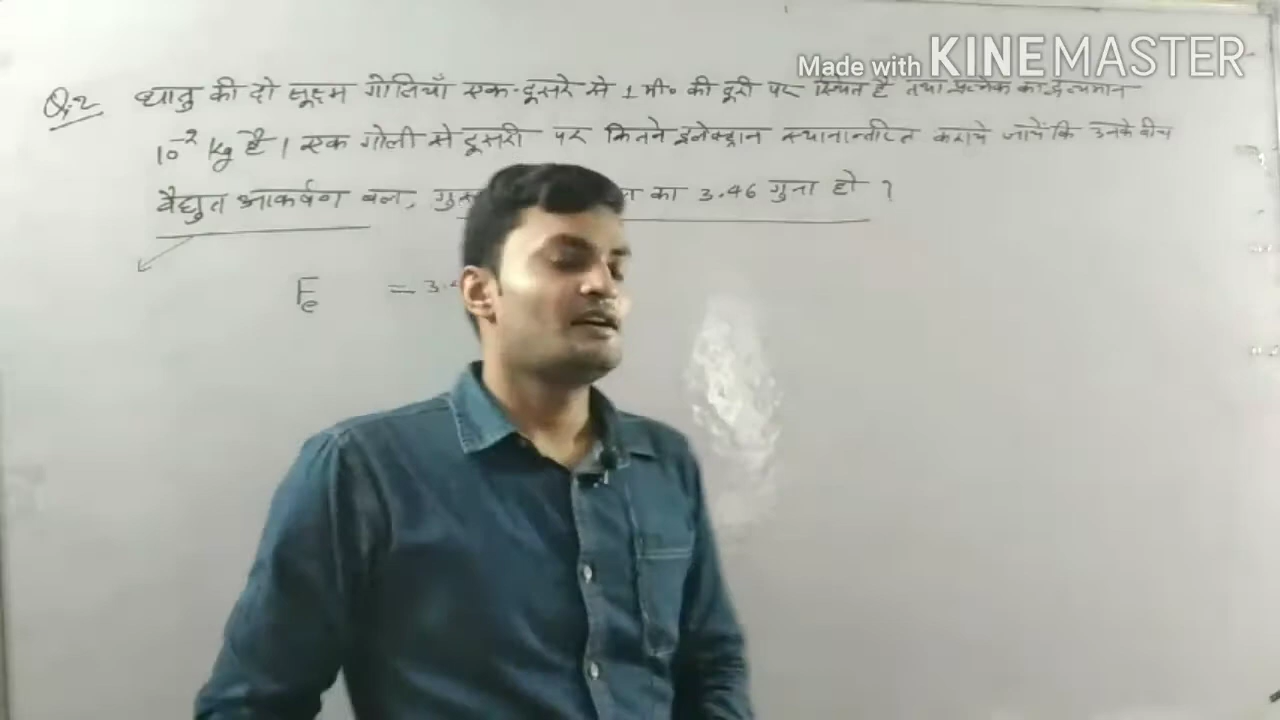 Made with KINEMASTER
Q.2 धातु की दो सूक्ष्म गोलियाँ एक-दूसरे से 1 मी० की दूरी पर स्थित है तथा प्रत्येक का द्रव्यमान
10⁻² kg है। एक गोली से दूसरी पर कितने इलेक्ट्रान स्थानान्तरित कराये जायें कि उनके बीच
वैद्युत आकर्षण बल, का 3.46 गुना हो ?
Fe =